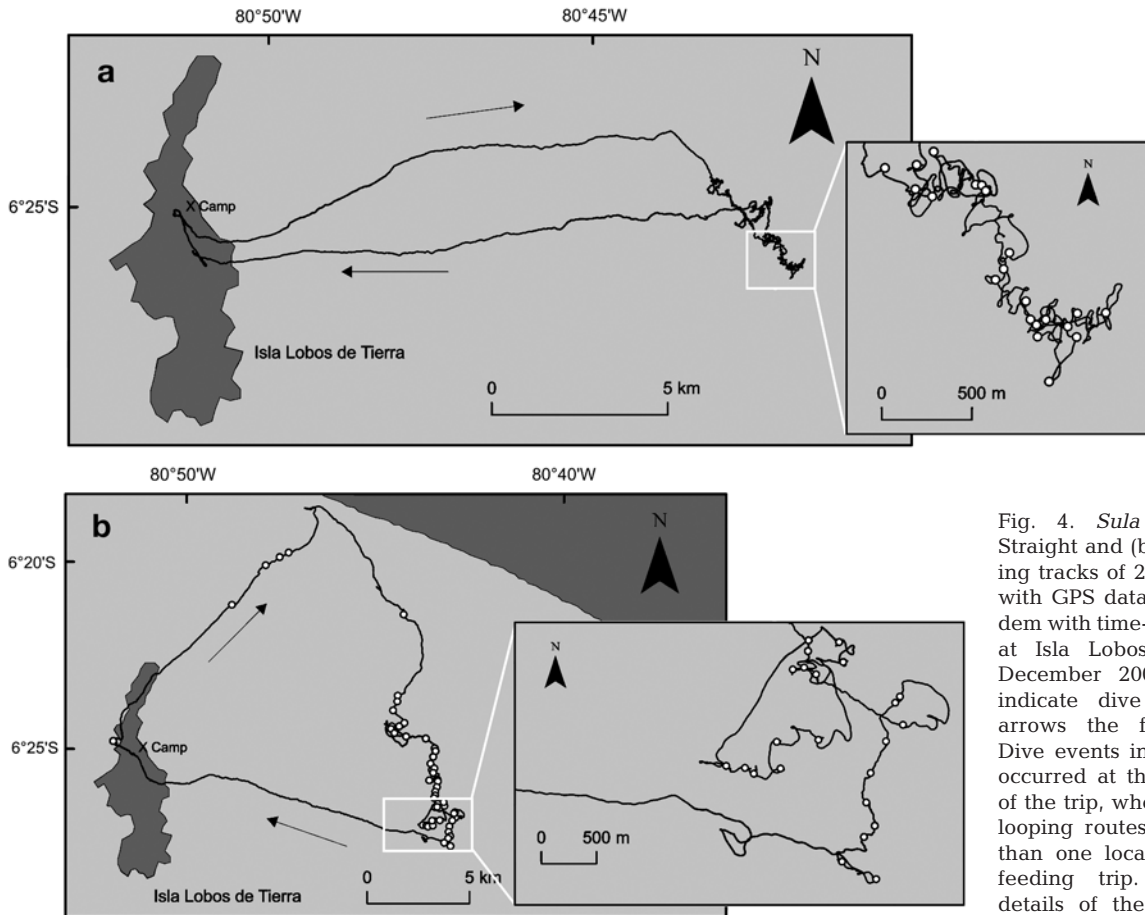 80°50'W
80°45'W
a
N
N
X Camp
6°25'S
Isla Lobos de Tierra
0
5 km
0
500 m
80°50'W
80°40'W
b
N
6°20'S
6°25'S
X Camp
0
500 m
0
5 km
Isla Lobos de Tierra
Fig. 4. Sula
Straight and (b
ing tracks of 2
with GPS data
dem with time-
at Isla Lobos
December 200
indicate dive
arrows the f
Dive events in
occurred at th
of the trip, whe
looping routes
than one loca
feeding trip.
details of the